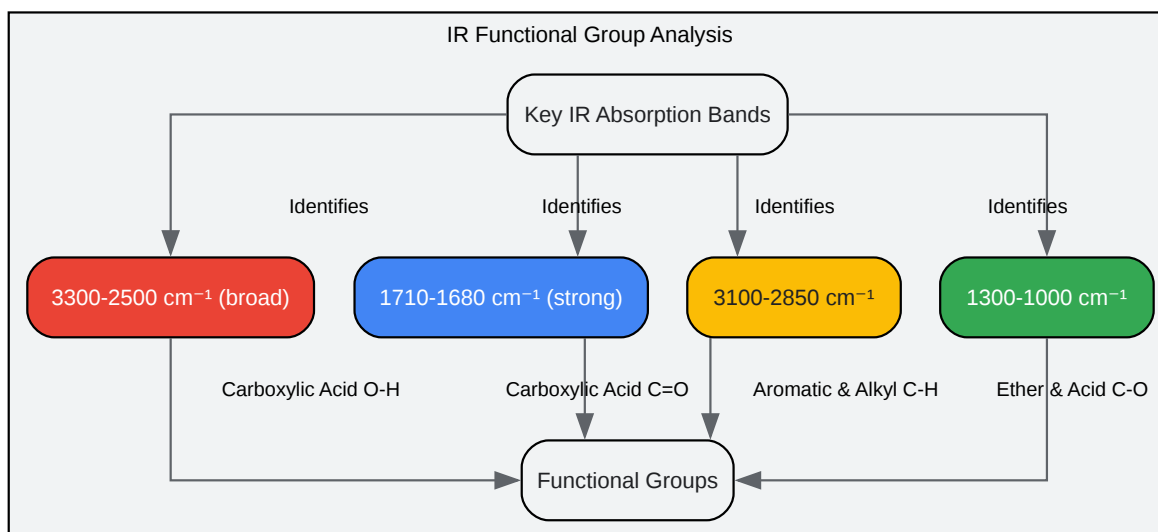 IR Functional Group Analysis
Key IR Absorption Bands
Identifies
Identifies
Identifies
Identifies
3300-2500 cm⁻¹ (broad)
1710-1680 cm⁻¹ (strong)
3100-2850 cm⁻¹
1300-1000 cm⁻¹
Carboxylic Acid O-H
Carboxylic Acid C=O
Aromatic & Alkyl C-H
Ether & Acid C-O
Functional Groups